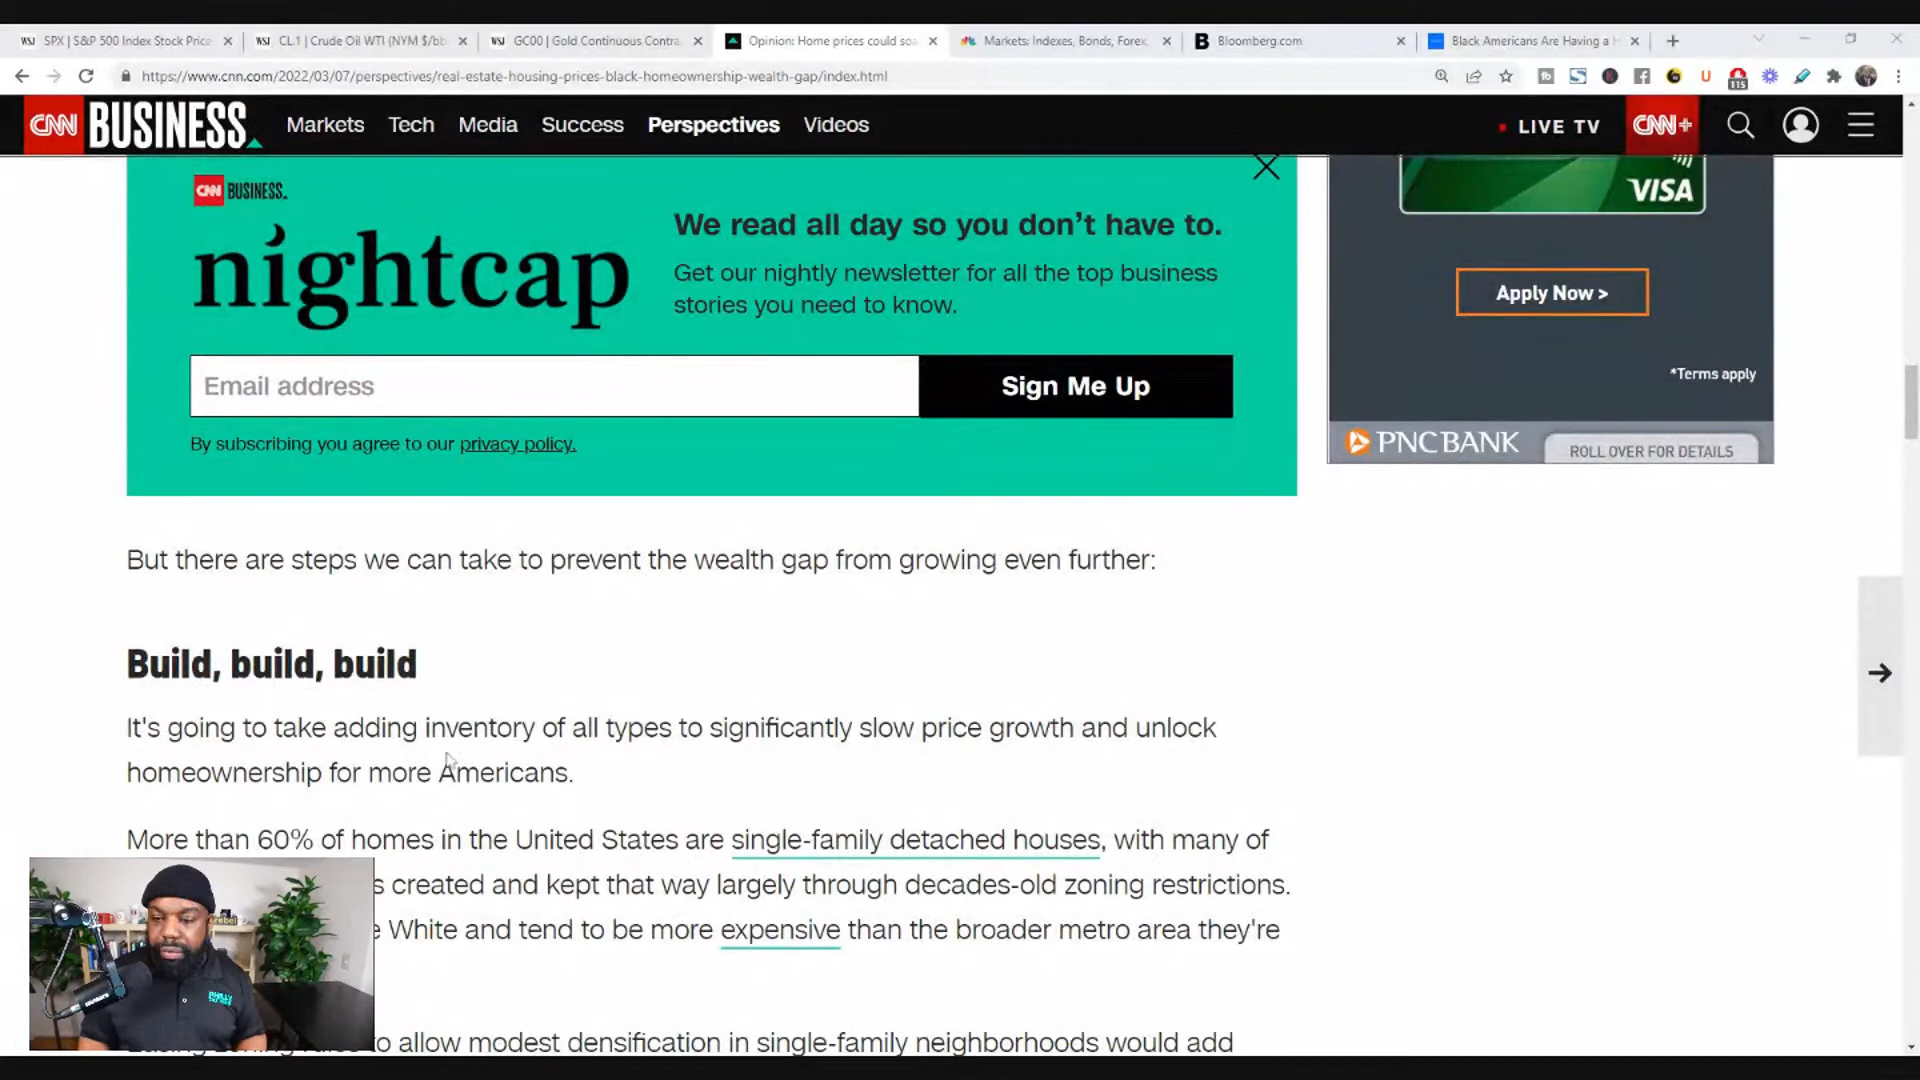 WSJ SPX | S&P 500 Index Stock Price
WSJ CL.1 | Crude Oil WTI (NYM $/bb
WSJ GC00 | Gold Continuous Contra
Opinion: Home prices could soa
Markets: Indexes, Bonds, Forex
B Bloomberg.com
Black Americans Are Having a H
https://www.cnn.com/2022/03/07/perspectives/real-estate-housing-prices-black-homeownership-wealth-gap/index.html
115
CNN BUSINESS Markets Tech Media Success Perspectives Videos LIVE TV CNN+
CNN BUSINESS
nightcap
We read all day so you don't have to.
Get our nightly newsletter for all the top business
stories you need to know.
Email address
Sign Me Up
By subscribing you agree to our privacy policy.
VISA
Apply Now >
*Terms apply
PNC BANK
ROLL OVER FOR DETAILS
But there are steps we can take to prevent the wealth gap from growing even further:
Build, build, build
It's going to take adding inventory of all types to significantly slow price growth and unlock
homeownership for more Americans.
More than 60% of homes in the United States are single-family detached houses, with many of
s created and kept that way largely through decades-old zoning restrictions.
White and tend to be more expensive than the broader metro area they're
to allow modest densification in single-family neighborhoods would add